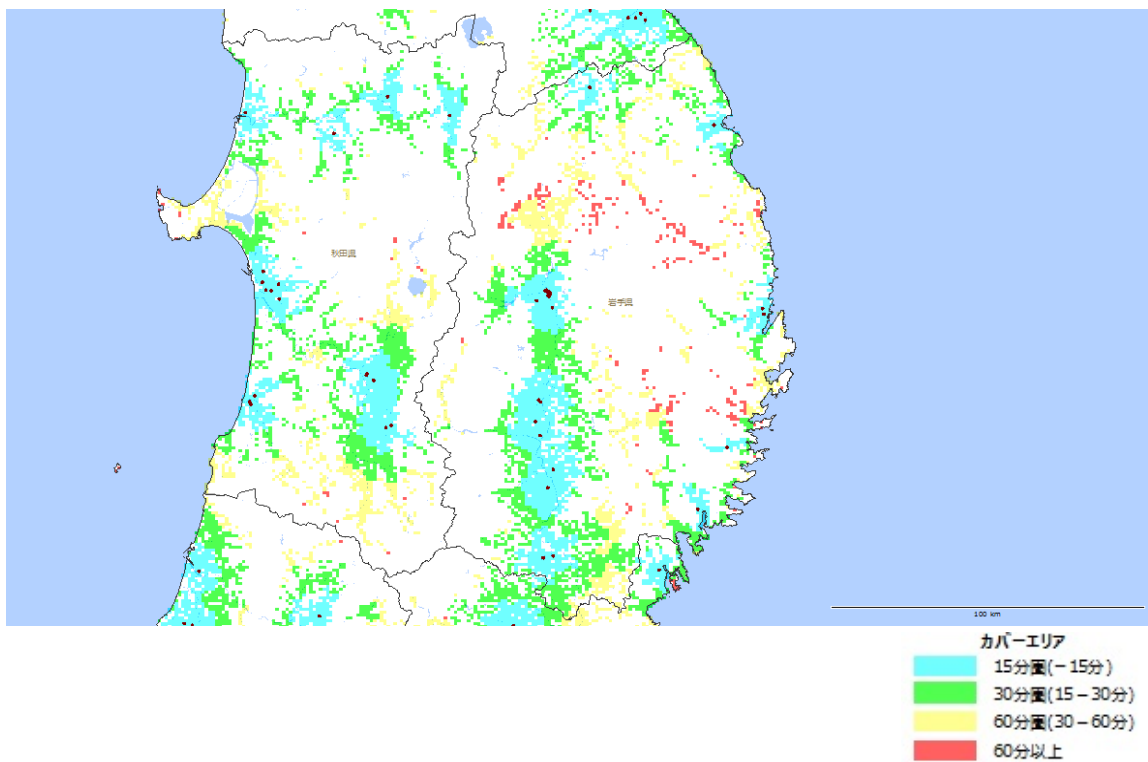 秋田県
岩手県
100 km
カバーエリア
15分圏(－15分)
30分圏(15－30分)
60分圏(30－60分)
60分以上